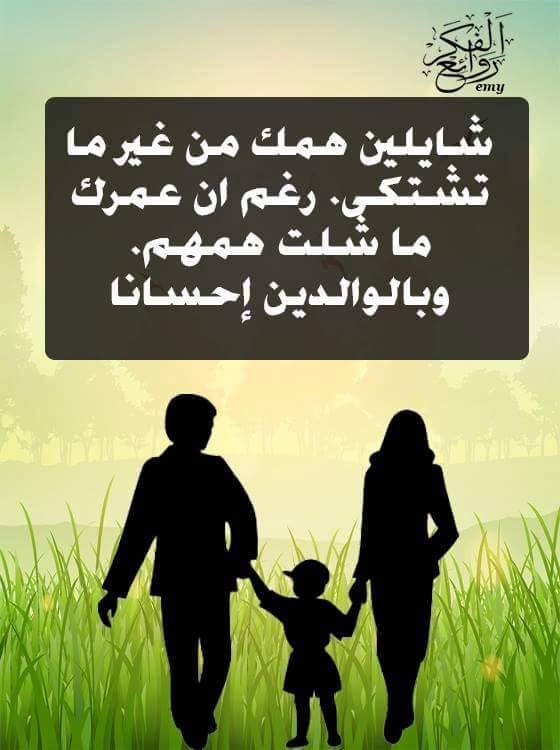 روائع الفكر
emy
شايلين همك من غير ما
تشتكي. رغم ان عمرك
ما شلت همهم.
وبالوالدين إحسانا